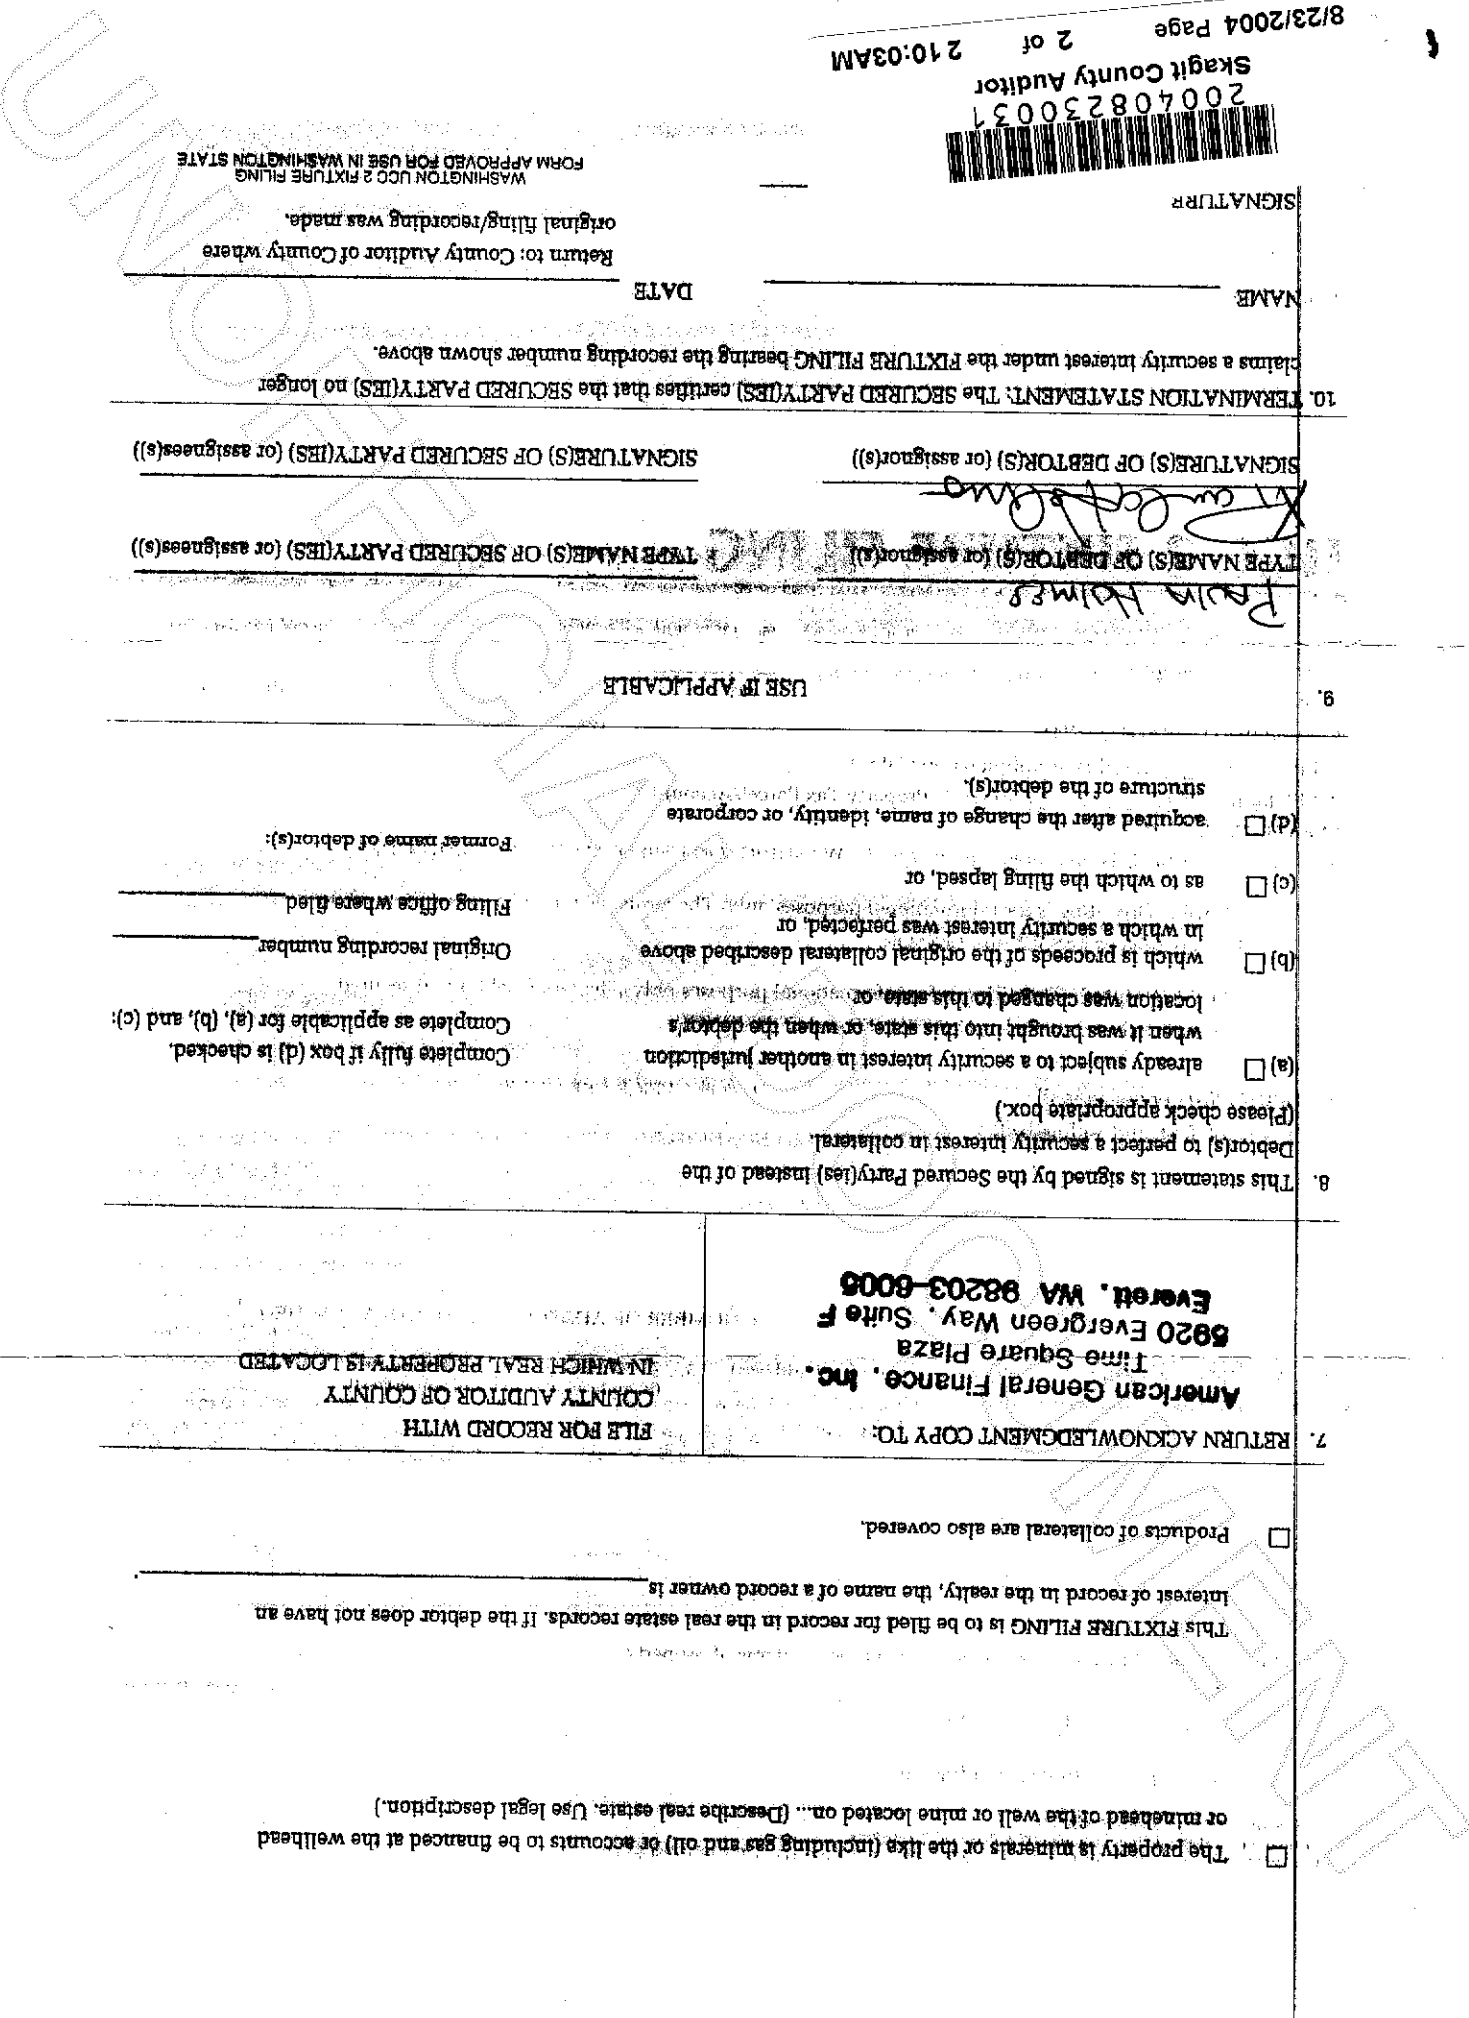 ☐ The property is minerals or the like (including gas and oil) or accounts to be financed at the wellhead
or minehead of the well or mine located on... (Describe real estate. Use legal description.)
This FIXTURE FILING is to be filed for record in the real estate records. If the debtor does not have an
interest of record in the realty, the name of a record owner is
☐ Products of collateral are also covered.
7. RETURN ACKNOWLEDGMENT COPY TO:
American General Finance, Inc.
Time Square Plaza
5920 Evergreen Way, Suite F
Everett, WA 98203-6005
FILE FOR RECORD WITH
COUNTY AUDITOR OF COUNTY
IN WHICH REAL PROPERTY IS LOCATED
8. This statement is signed by the Secured Party(ies) instead of the
Debtor(s) to perfect a security interest in collateral.
(Please check appropriate box.)
(a) ☐ already subject to a security interest in another jurisdiction
when it was brought into this state, or when the debtor's
location was changed to this state, or
(b) ☐ which is proceeds of the original collateral described above
in which a security interest was perfected, or
(c) ☐ as to which the filing lapsed, or
(d) ☐ acquired after the change of name, identity, or corporate
structure of the debtor(s).
Complete fully if box (d) is checked.
Complete as applicable for (a), (b), and (c):
Original recording number
Filing office where filed
Former name of debtor(s):
9. USE IF APPLICABLE
Paula Holmes
TYPE NAME(S) OF DEBTOR(S) (or assignor(s))
TYPE NAME(S) OF SECURED PARTY(IES) (or assignees(s))
SIGNATURE(S) OF DEBTOR(S) (or assignor(s))
SIGNATURE(S) OF SECURED PARTY(IES) (or assignees(s))
10. TERMINATION STATEMENT: The SECURED PARTY(IES) certifies that the SECURED PARTY(IES) no longer
claims a security interest under the FIXTURE FILING bearing the recording number shown above.
NAME
DATE
Return to: County Auditor of County where
original filing/recording was made.
SIGNATURE
WASHINGTON UCC 2 FIXTURE FILING
FORM APPROVED FOR USE IN WASHINGTON STATE
200408230031
Skagit County Auditor
8/23/2004 Page 2 of 2 10:03AM
UNOFFICIAL DOCUMENT